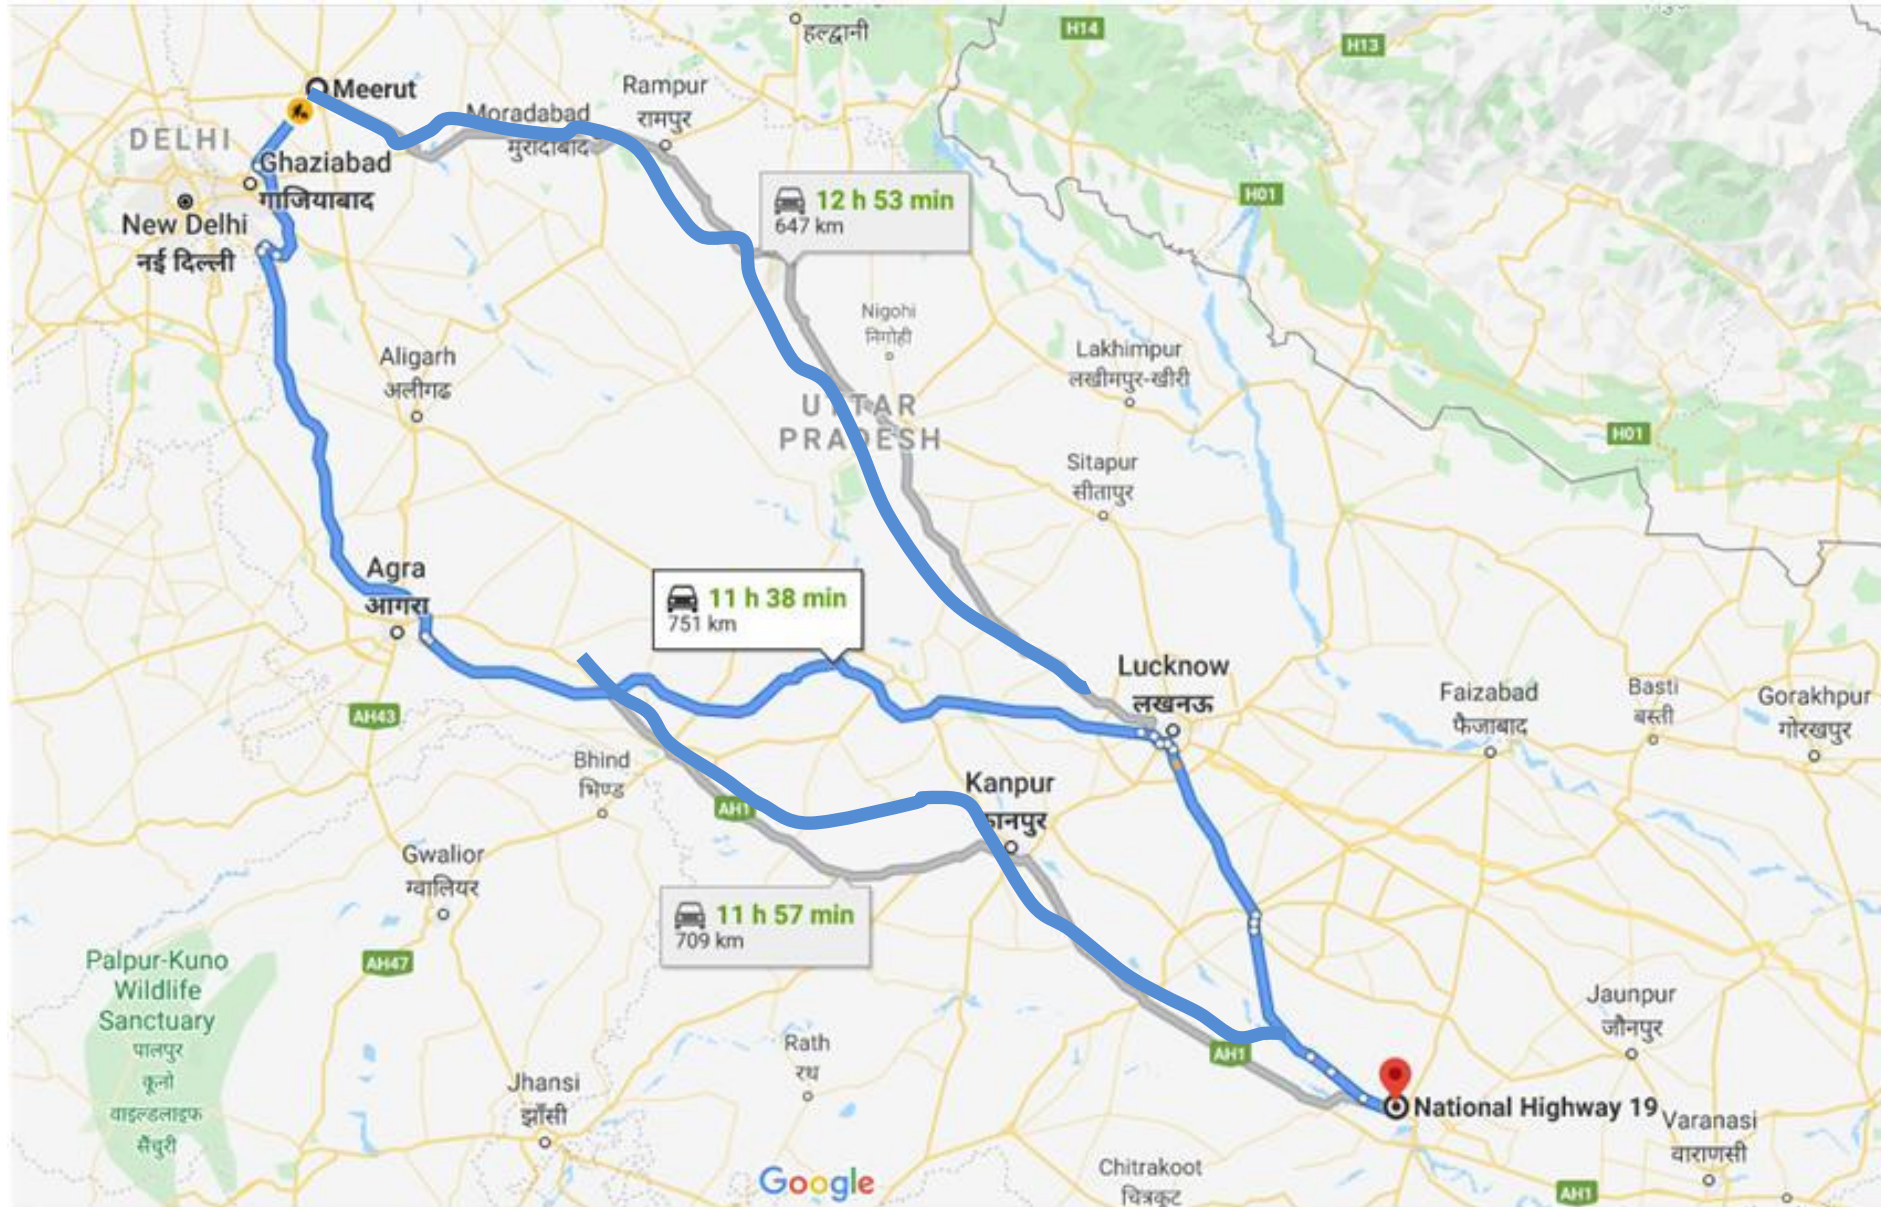 हल्द्वानी
H14
H13
Meerut
Rampur
रामपुर
Moradabad
मुरादाबाद
DELHI
Ghaziabad
गाजियाबाद
New Delhi
नई दिल्ली
12 h 53 min
647 km
H01
Nigohi
निगोही
Aligarh
अलीगढ
Lakhimpur
लखीमपुर-खीरी
UTTAR
PRADESH
H01
Sitapur
सीतापुर
Agra
आगरा
11 h 38 min
751 km
Lucknow
लखनऊ
Faizabad
फैजाबाद
Basti
बस्ती
Gorakhpur
गोरखपुर
AH43
Bhind
भिण्ड
AH1
Kanpur
कानपुर
Gwalior
ग्वालियर
11 h 57 min
709 km
Palpur-Kuno
Wildlife
Sanctuary
पालपुर
कूनो
वाइल्डलाइफ
सैंचुरी
AH47
Jaunpur
जौनपुर
Rath
रथ
AH1
Jhansi
झाँसी
National Highway 19
Varanasi
वाराणसी
Google
Chitrakoot
चित्रकूट
AH1